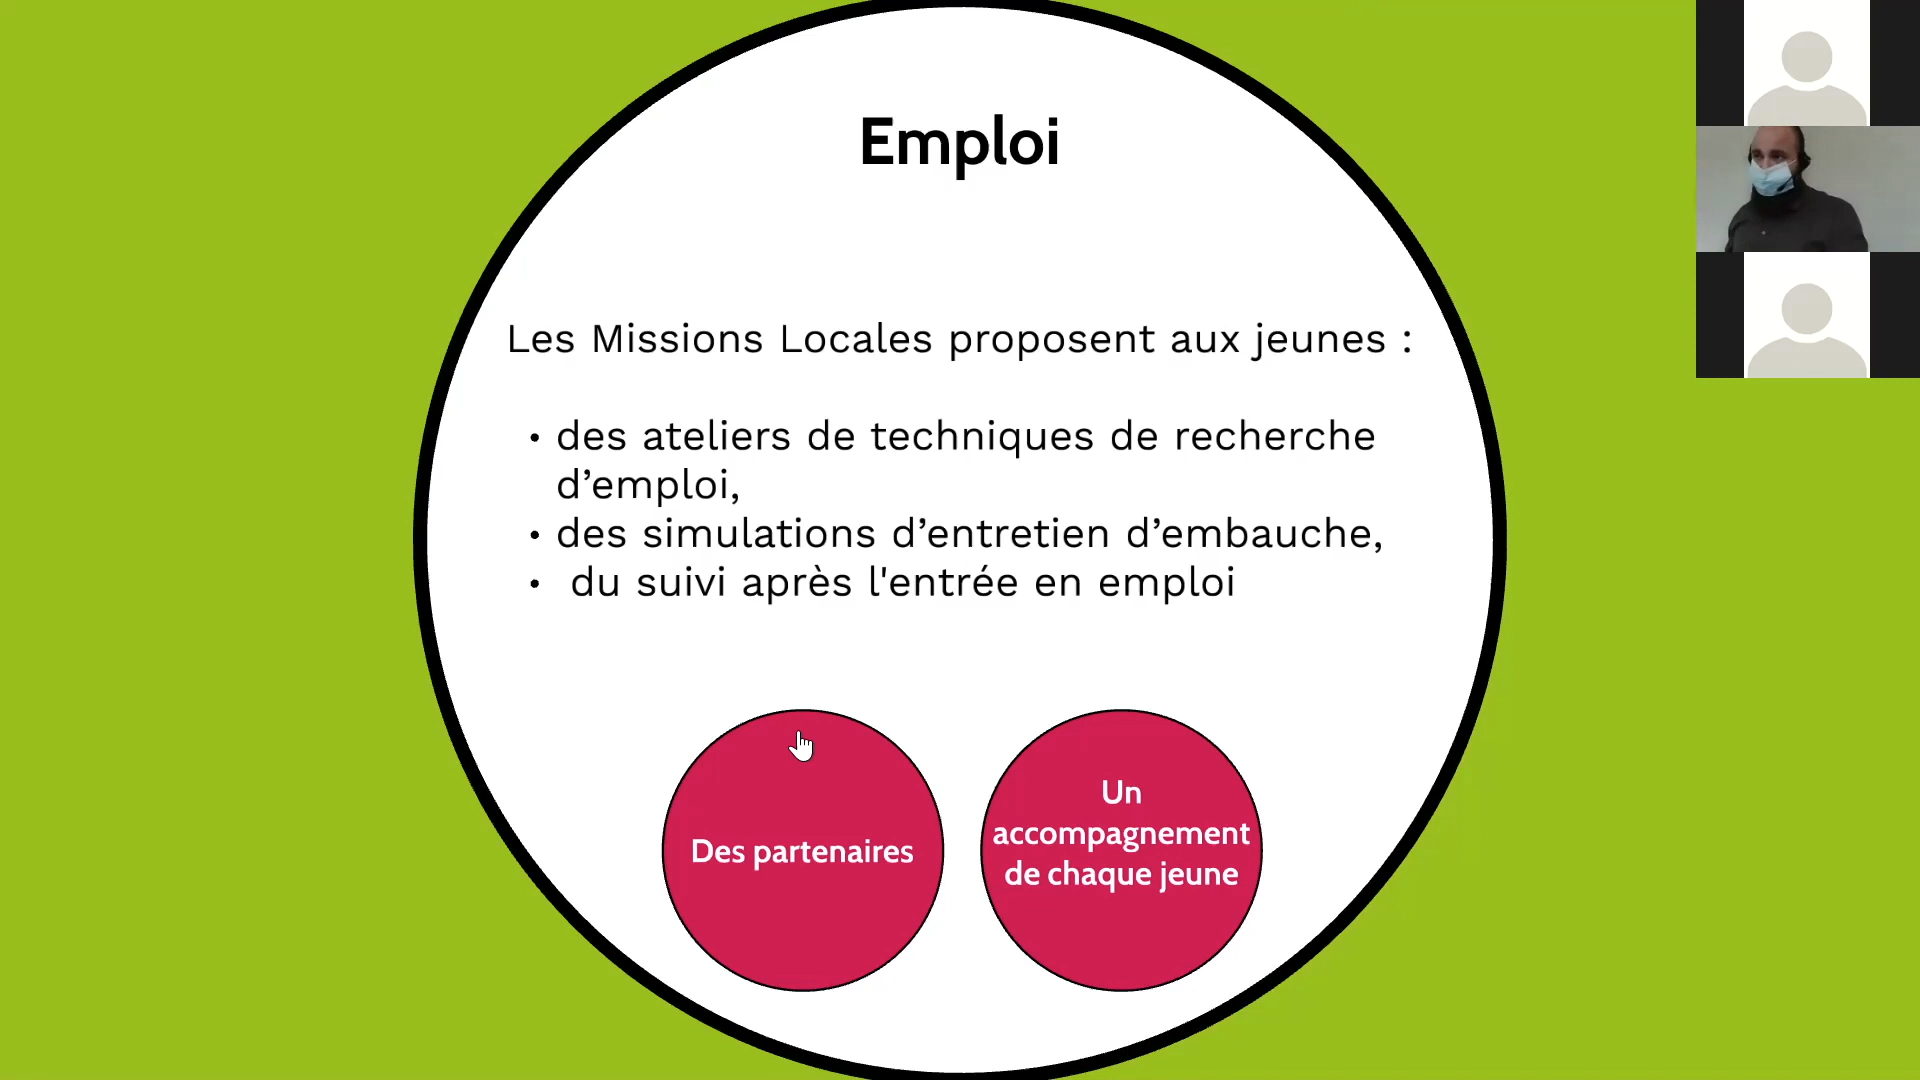 Emploi
Les Missions Locales proposent aux jeunes :
• des ateliers de techniques de recherche
d’emploi,
• des simulations d’entretien d’embauche,
• du suivi après l'entrée en emploi
Des partenaires
Un
accompagnement
de chaque jeune